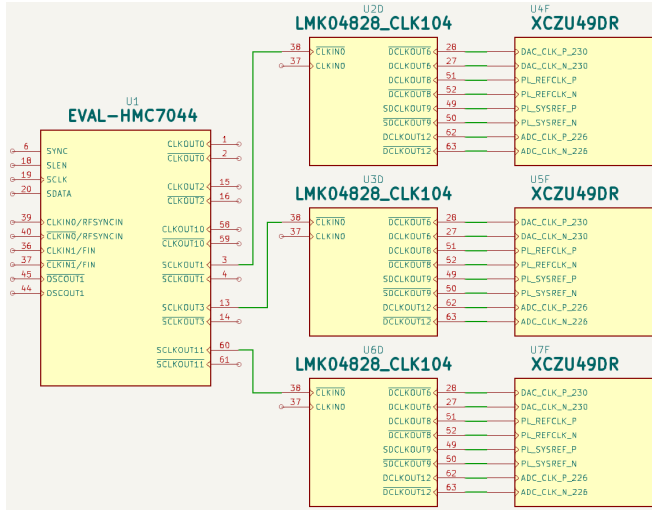 U1
EVAL-HMC7044
6 SYNC
18 SLEN
19 SCLK
20 SDATA
39 CLKIN0/RFSYNCIN
40 CLKIN0/RFSYNCIN
36 CLKIN1/FIN
37 CLKIN1/FIN
45 OSCOUT1
44 OSCOUT1
CLKOUT0 1
CLKOUT0 2
CLKOUT2 15
CLKOUT2 16
CLKOUT10 58
CLKOUT10 59
SCLKOUT1 3
SCLKOUT1 4
SCLKOUT3 13
SCLKOUT3 14
SCLKOUT11 60
SCLKOUT11 61
U2D
LMK04828_CLK104
38 CLKIN0
37 CLKIN0
DCLKOUT6 28
DCLKOUT6 27
DCLKOUT8 51
DCLKOUT8 52
SDCLKOUT9 49
SDCLKOUT9 50
DCLKOUT12 62
DCLKOUT12 63
U4F
XCZU49DR
DAC_CLK_P_230
DAC_CLK_N_230
PL_REFCLK_P
PL_REFCLK_N
PL_SYSREF_P
PL_SYSREF_N
ADC_CLK_P_226
ADC_CLK_N_226
U3D
LMK04828_CLK104
38 CLKIN0
37 CLKIN0
DCLKOUT6 28
DCLKOUT6 27
DCLKOUT8 51
DCLKOUT8 52
SDCLKOUT9 49
SDCLKOUT9 50
DCLKOUT12 62
DCLKOUT12 63
U5F
XCZU49DR
DAC_CLK_P_230
DAC_CLK_N_230
PL_REFCLK_P
PL_REFCLK_N
PL_SYSREF_P
PL_SYSREF_N
ADC_CLK_P_226
ADC_CLK_N_226
U6D
LMK04828_CLK104
38 CLKIN0
37 CLKIN0
DCLKOUT6 28
DCLKOUT6 27
DCLKOUT8 51
DCLKOUT8 52
SDCLKOUT9 49
SDCLKOUT9 50
DCLKOUT12 62
DCLKOUT12 63
U7F
XCZU49DR
DAC_CLK_P_230
DAC_CLK_N_230
PL_REFCLK_P
PL_REFCLK_N
PL_SYSREF_P
PL_SYSREF_N
ADC_CLK_P_226
ADC_CLK_N_226